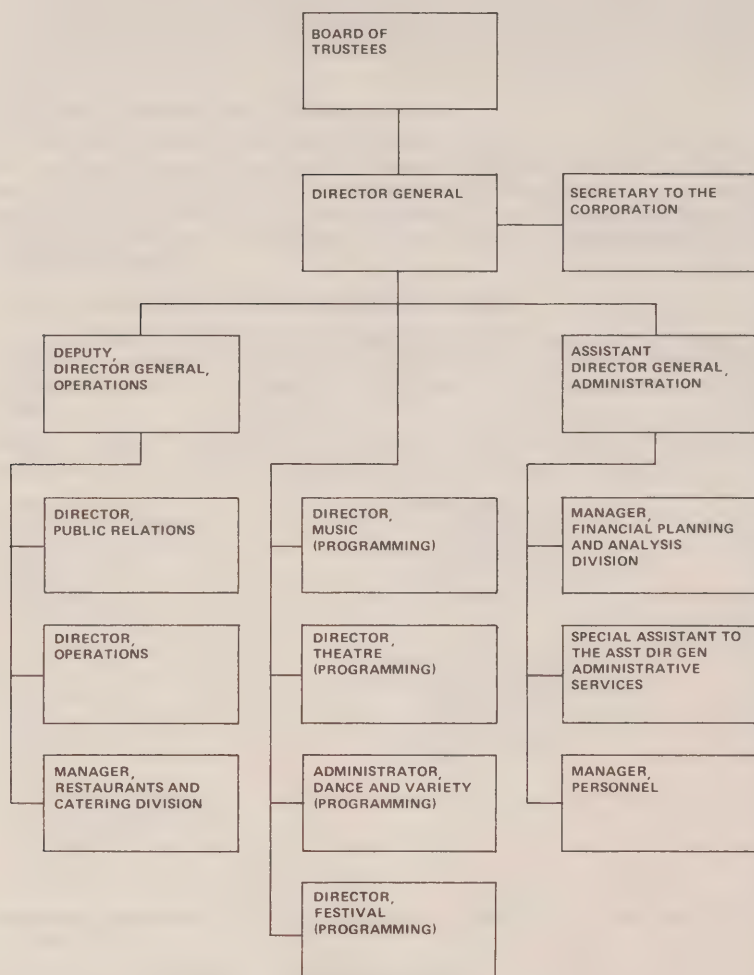 BOARD OF
TRUSTEES
DIRECTOR GENERAL
SECRETARY TO THE
CORPORATION
DEPUTY,
DIRECTOR GENERAL,
OPERATIONS
ASSISTANT
DIRECTOR GENERAL,
ADMINISTRATION
DIRECTOR,
PUBLIC RELATIONS
DIRECTOR,
OPERATIONS
MANAGER,
RESTAURANTS AND
CATERING DIVISION
DIRECTOR,
MUSIC
(PROGRAMMING)
DIRECTOR,
THEATRE
(PROGRAMMING)
ADMINISTRATOR,
DANCE AND VARIETY
(PROGRAMMING)
DIRECTOR,
FESTIVAL
(PROGRAMMING)
MANAGER,
FINANCIAL PLANNING
AND ANALYSIS
DIVISION
SPECIAL ASSISTANT TO
THE ASST DIR GEN
ADMINISTRATIVE
SERVICES
MANAGER,
PERSONNEL